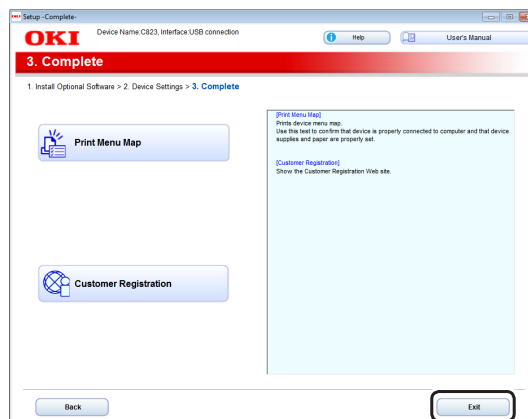 OKI Setup -Complete-
OKI
Device Name:C823, Interface:USB connection
Help
User's Manual
3. Complete
1. Install Optional Software > 2. Device Settings > 3. Complete
Print Menu Map
[Print Menu Map]
Prints device menu map.
Use this test to confirm that device is properly connected to computer and that device
supplies and paper are properly set.
[Customer Registration]
Show the Customer Registration Web site.
Customer Registration
Back
Exit